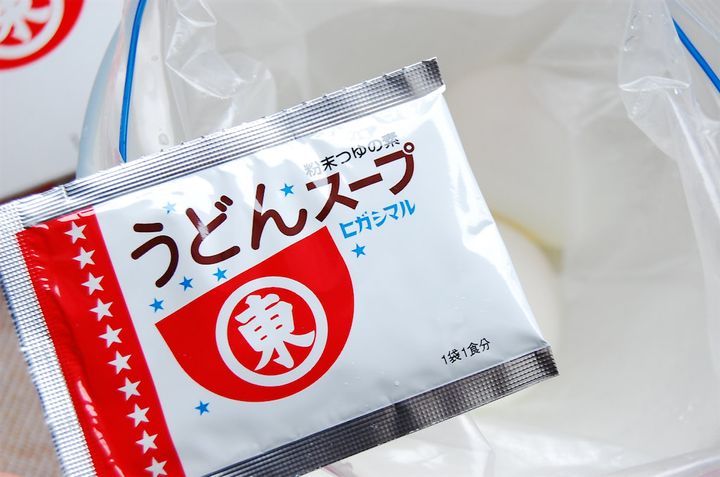 粉末つゆの素
うどんスープ
ヒガシマル
東
1袋1食分